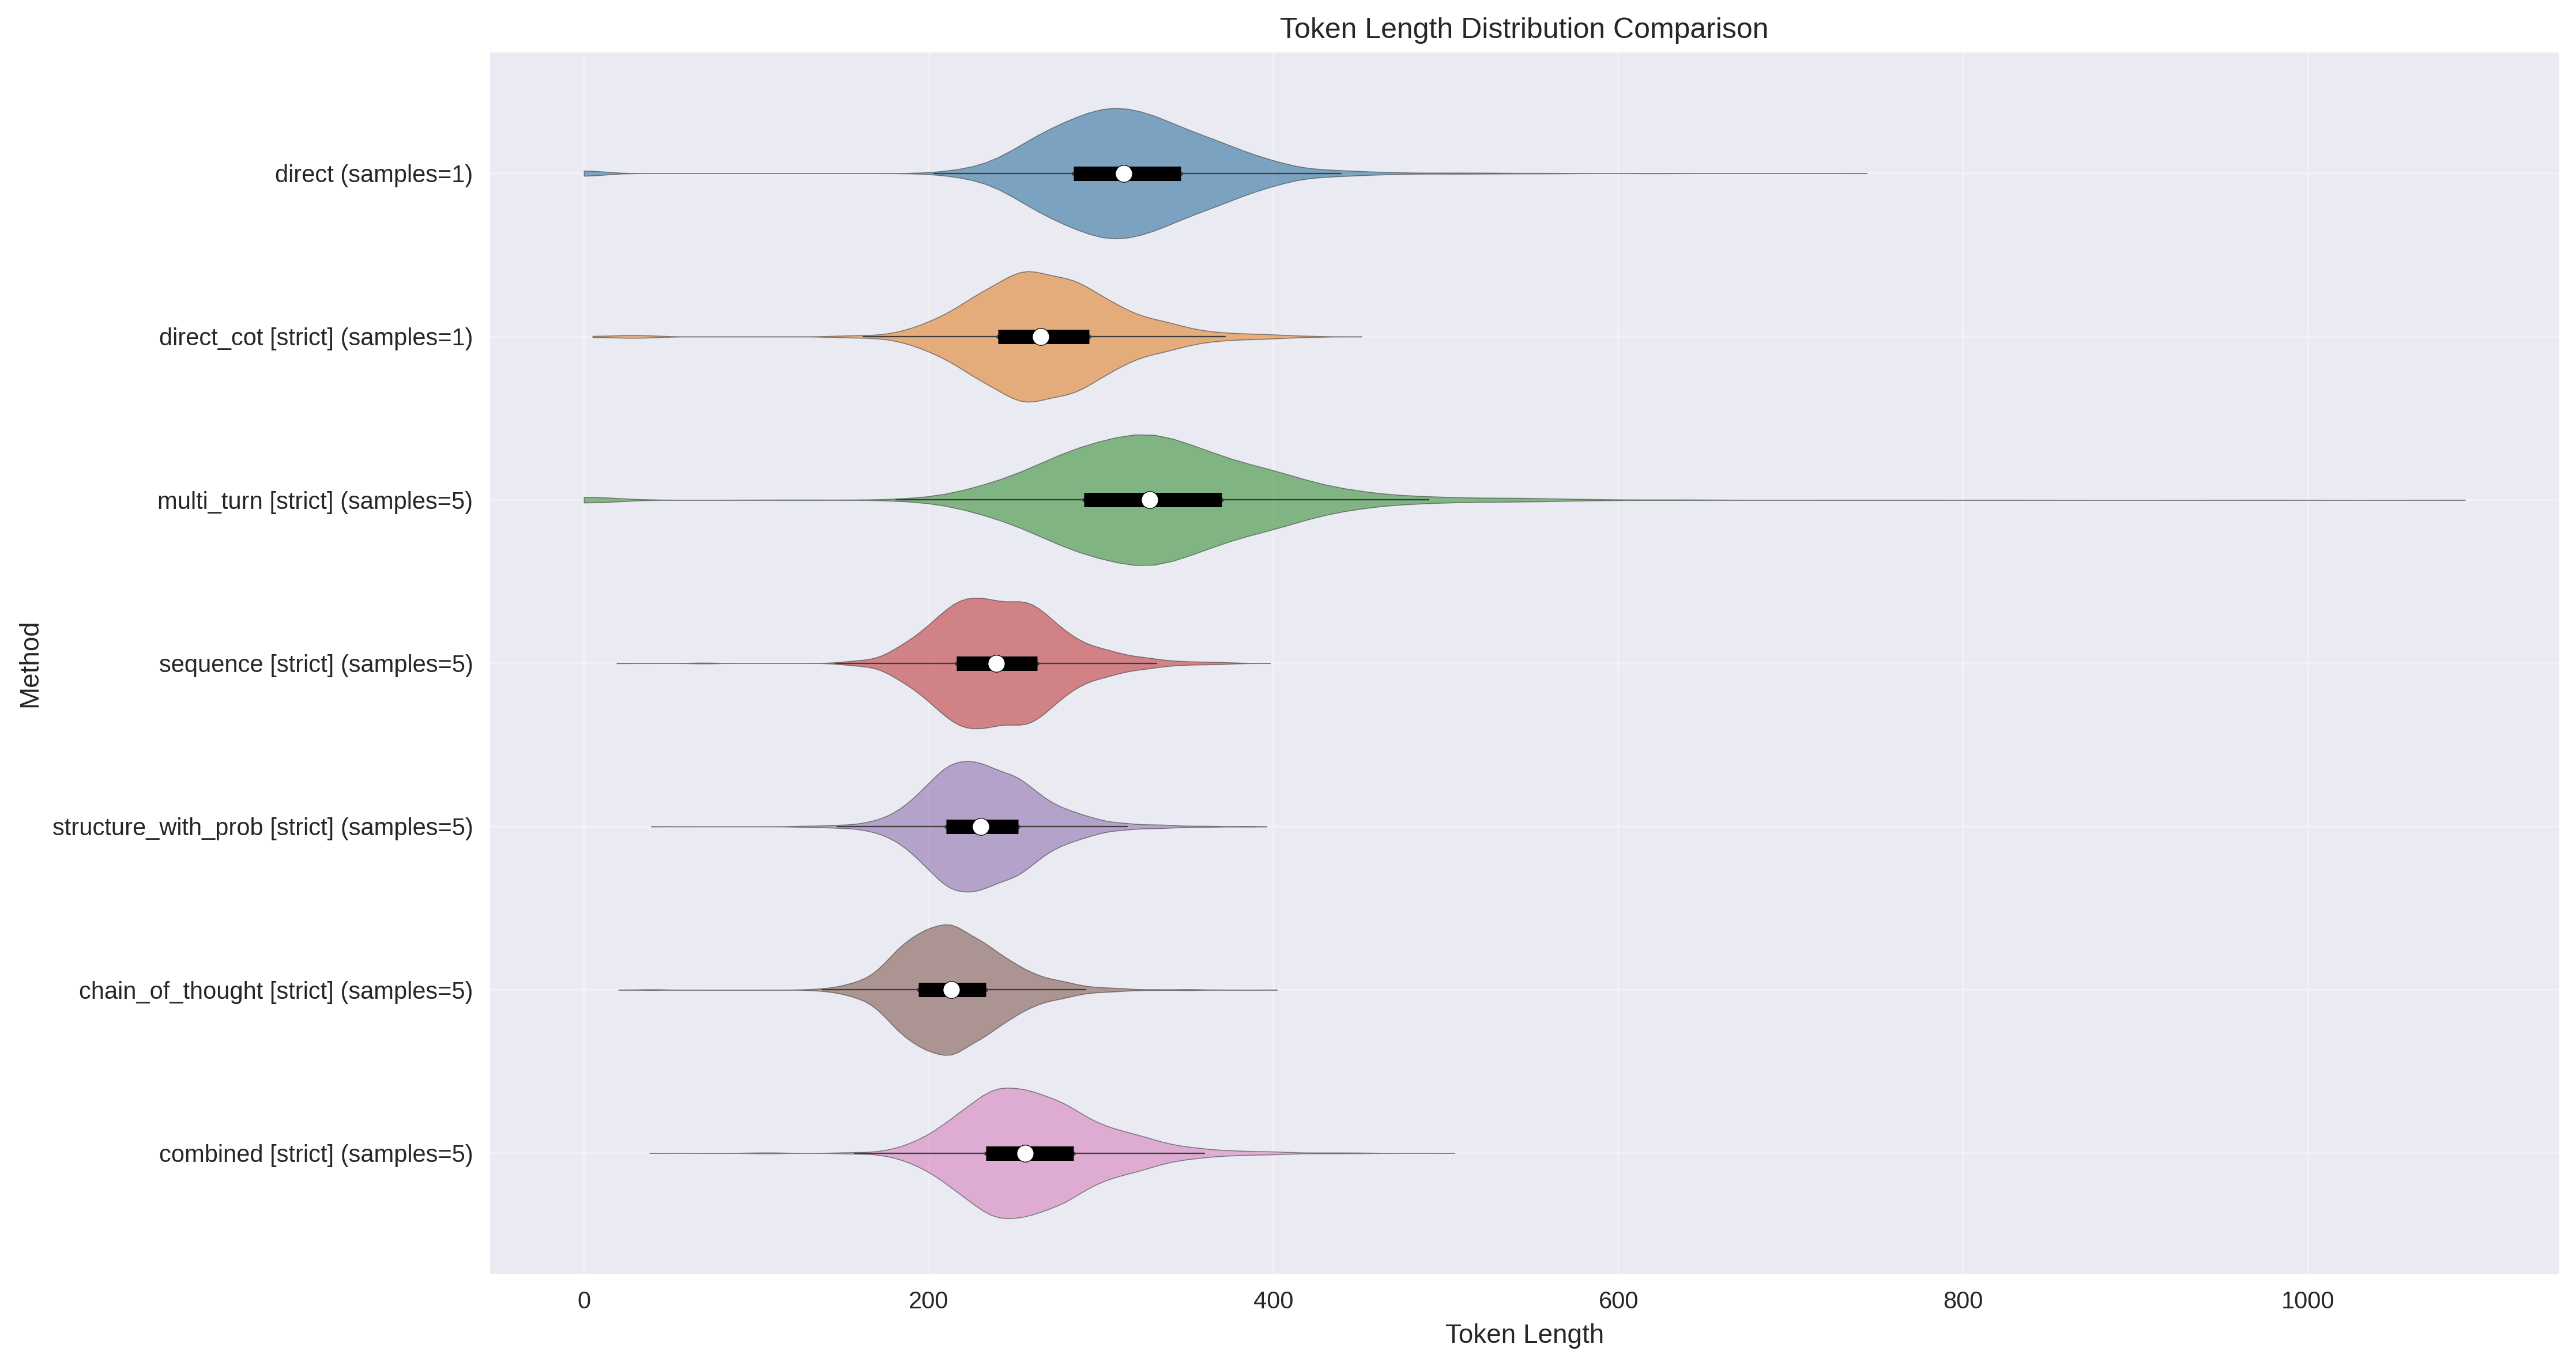 Token Length Distribution Comparison
direct (samples=1)
direct_cot [strict] (samples=1)
multi_turn [strict] (samples=5)
sequence [strict] (samples=5)
structure_with_prob [strict] (samples=5)
chain_of_thought [strict] (samples=5)
combined [strict] (samples=5)
Method
0 200 400 600 800 1000
Token Length